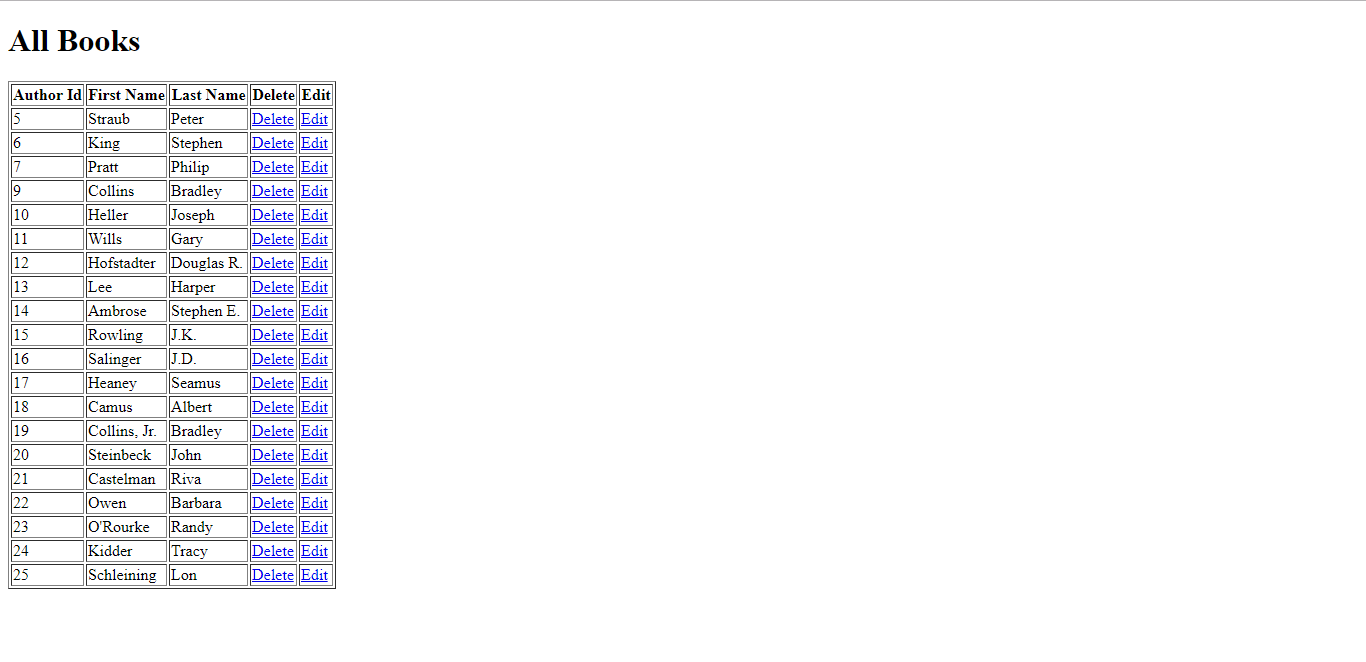 All Books
Author Id First Name Last Name Delete Edit
5 Straub Peter Delete Edit
6 King Stephen Delete Edit
7 Pratt Philip Delete Edit
9 Collins Bradley Delete Edit
10 Heller Joseph Delete Edit
11 Wills Gary Delete Edit
12 Hofstadter Douglas R. Delete Edit
13 Lee Harper Delete Edit
14 Ambrose Stephen E. Delete Edit
15 Rowling J.K. Delete Edit
16 Salinger J.D. Delete Edit
17 Heaney Seamus Delete Edit
18 Camus Albert Delete Edit
19 Collins, Jr. Bradley Delete Edit
20 Steinbeck John Delete Edit
21 Castelman Riva Delete Edit
22 Owen Barbara Delete Edit
23 O'Rourke Randy Delete Edit
24 Kidder Tracy Delete Edit
25 Schleining Lon Delete Edit